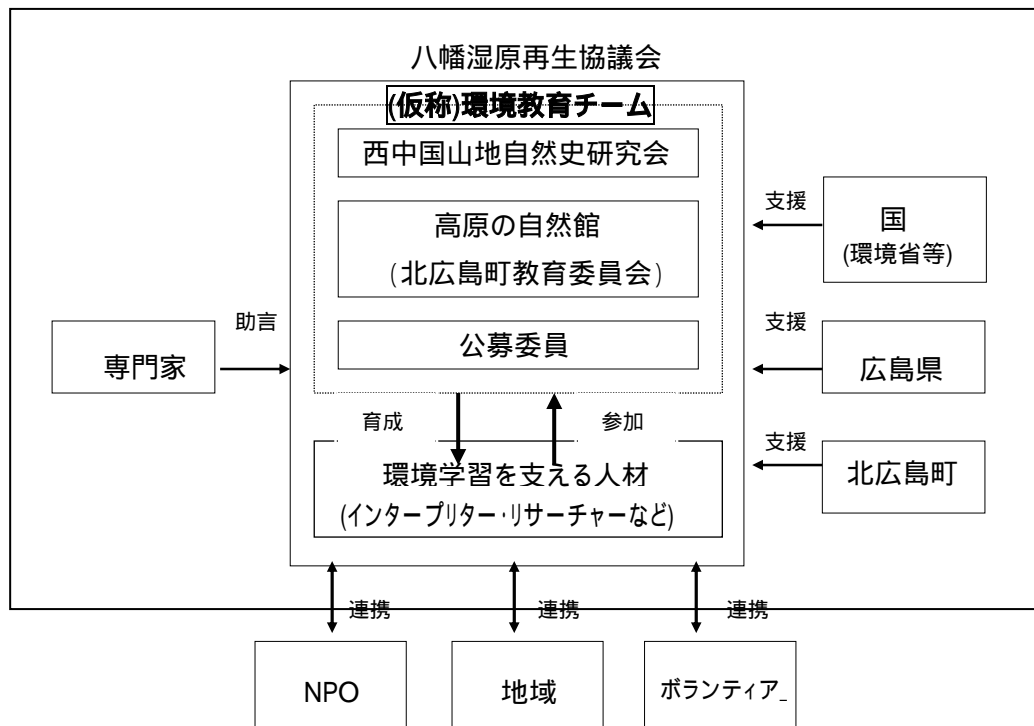 八幡湿原再生協議会
(仮称)環境教育チーム
西中国山地自然史研究会
高原の自然館
(北広島町教育委員会)
公募委員
育成
参加
環境学習を支える人材
(インタープリター・リサーチャーなど)
助言
専門家
支援
国
(環境省等)
支援
広島県
支援
北広島町
連携
連携
連携
NPO
地域
ボランティア_